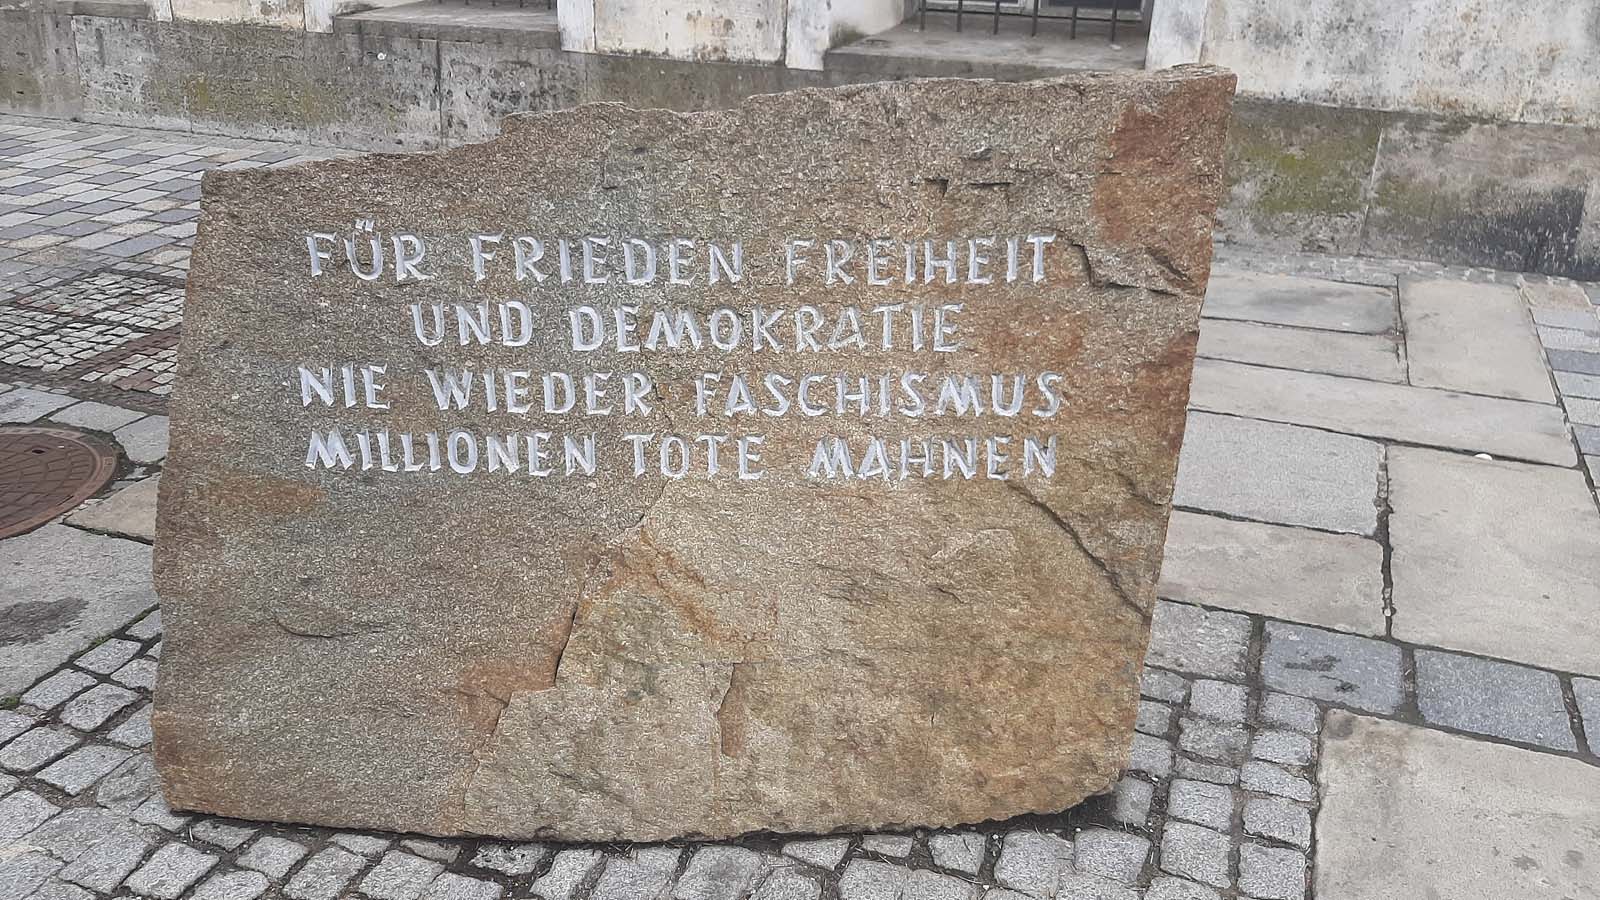 FÜR FRIEDEN FREIHEIT
UND DEMOKRATIE
NIE WIEDER FASCHISMUS
MILLIONEN TOTE MAHNEN